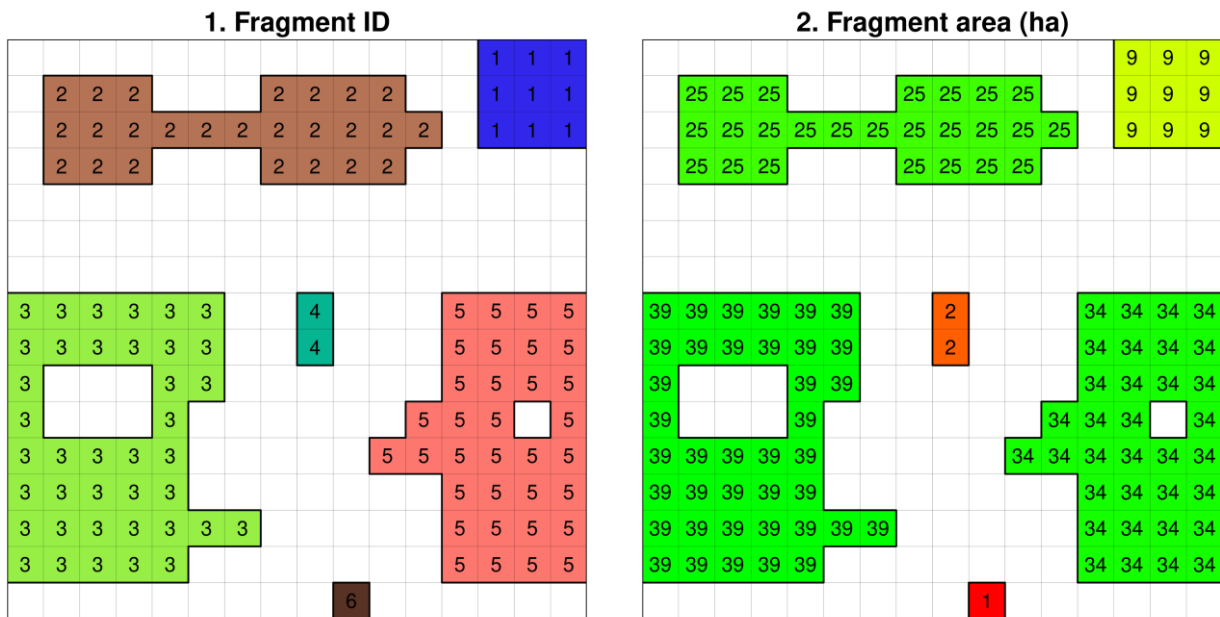 1. Fragment ID
1 1 1
2 2 2 2 2 2 2 1 1 1
2 2 2 2 2 2 2 2 2 2 2 1 1 1
2 2 2 2 2 2 2
3 3 3 3 3 3 4 5 5 5 5
3 3 3 3 3 3 4 5 5 5 5
3 3 3 5 5 5 5
3 3 5 5 5 5
3 3 3 3 3 5 5 5 5 5 5
3 3 3 3 3 5 5 5 5
3 3 3 3 3 3 3 5 5 5 5
3 3 3 3 3 5 5 5 5
6
2. Fragment area (ha)
9 9 9
25 25 25 25 25 25 25 9 9 9
25 25 25 25 25 25 25 25 25 25 25 9 9 9
25 25 25 25 25 25 25
39 39 39 39 39 39 2 34 34 34 34
39 39 39 39 39 39 2 34 34 34 34
39 39 39 34 34 34 34
39 39 34 34 34 34
39 39 39 39 39 34 34 34 34 34 34
39 39 39 39 39 34 34 34 34
39 39 39 39 39 39 39 34 34 34 34
39 39 39 39 39 34 34 34 34
1